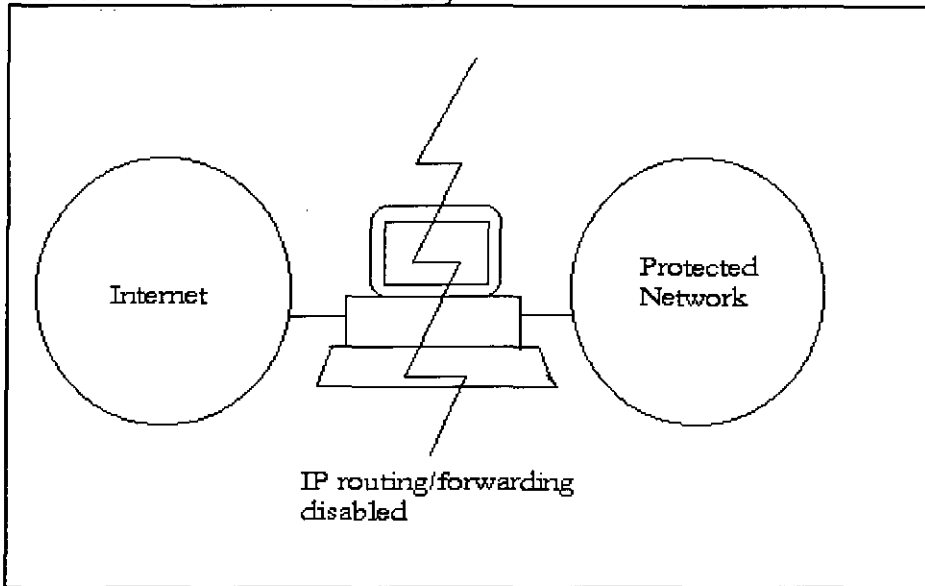 Internet
Protected
Network
IP routing/forwarding
disabled